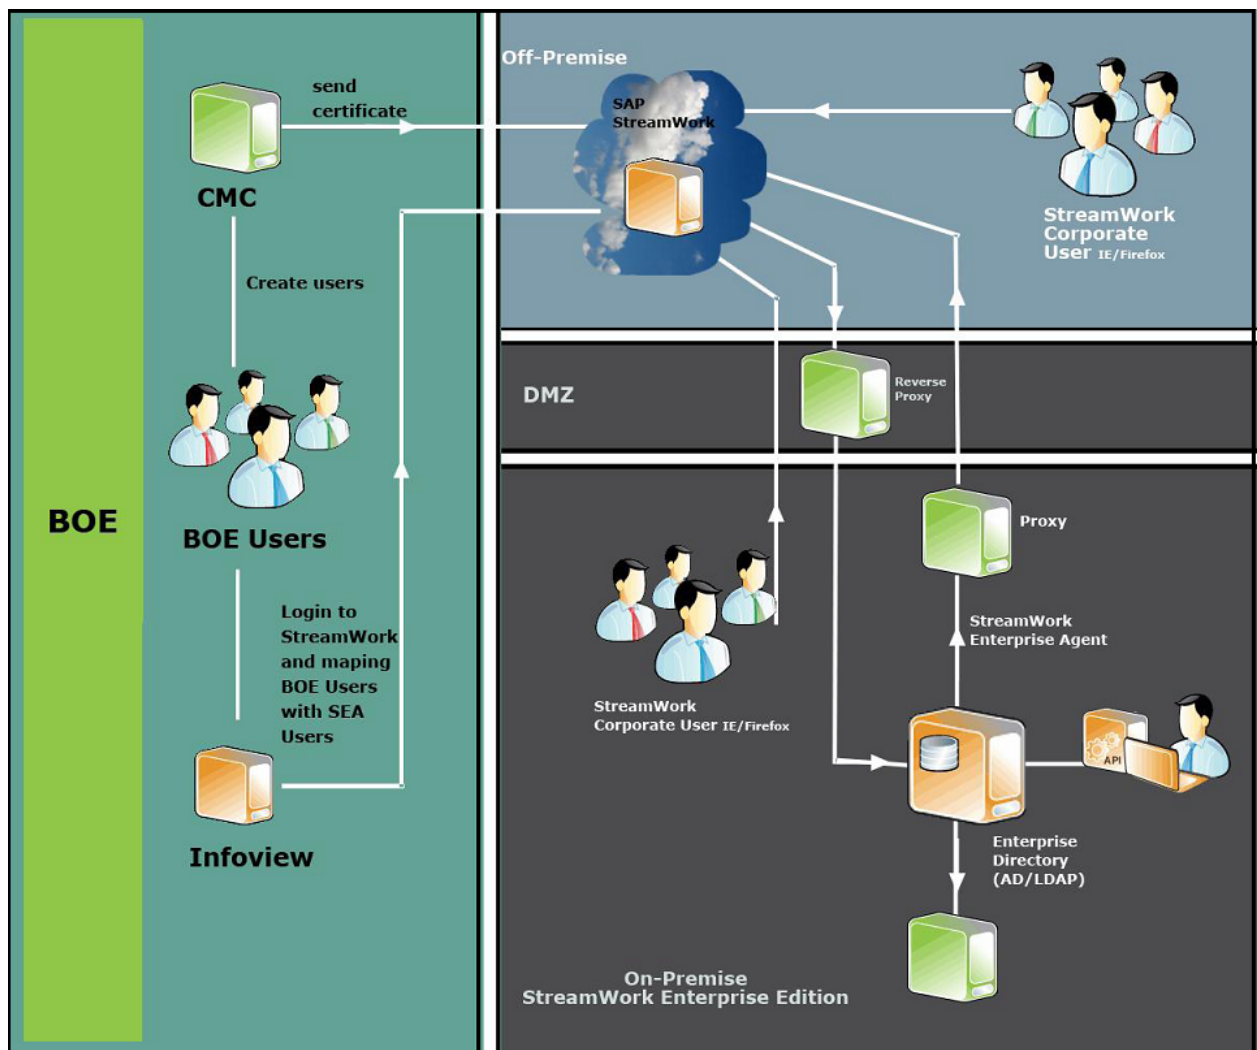 BOE
send
certificate
CMC
Create users
BOE Users
Login to
StreamWork
and maping
BOE Users
with SEA
Users
Infoview
Off-Premise
SAP
StreamWork
StreamWork
Corporate
User IE/Firefox
DMZ
Reverse
Proxy
Proxy
StreamWork
Enterprise Agent
StreamWork
Corporate User IE/Firefox
API
Enterprise
Directory
(AD/LDAP)
On-Premise
StreamWork Enterprise Edition